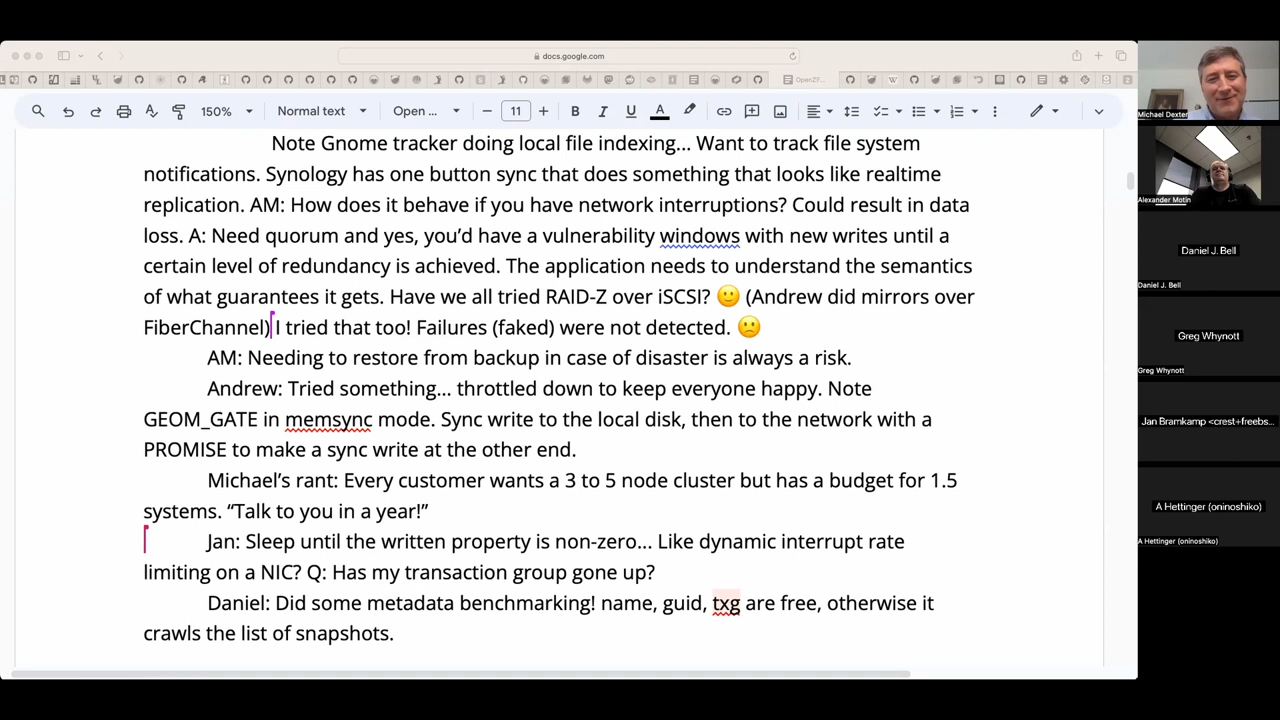 docs.google.com
OpenZF...
150%
Normal text
Open ...
11
B I U A
Note Gnome tracker doing local file indexing... Want to track file system
notifications. Synology has one button sync that does something that looks like realtime
replication. AM: How does it behave if you have network interruptions? Could result in data
loss. A: Need quorum and yes, you’d have a vulnerability windows with new writes until a
certain level of redundancy is achieved. The application needs to understand the semantics
of what guarantees it gets. Have we all tried RAID-Z over iSCSI? 🙂 (Andrew did mirrors over
FiberChannel) I tried that too! Failures (faked) were not detected. 🙁
AM: Needing to restore from backup in case of disaster is always a risk.
Andrew: Tried something... throttled down to keep everyone happy. Note
GEOM_GATE in memsync mode. Sync write to the local disk, then to the network with a
PROMISE to make a sync write at the other end.
Michael’s rant: Every customer wants a 3 to 5 node cluster but has a budget for 1.5
systems. “Talk to you in a year!”
Jan: Sleep until the written property is non-zero... Like dynamic interrupt rate
limiting on a NIC? Q: Has my transaction group gone up?
Daniel: Did some metadata benchmarking! name, guid, txg are free, otherwise it
crawls the list of snapshots.
Michael Dexter
Alexander Motin
Daniel J. Bell
Daniel J. Bell
Greg Whynott
Greg Whynott
Jan Bramkamp <crest+freebs...
A Hettinger (oninoshiko)
A Hettinger (oninoshiko)